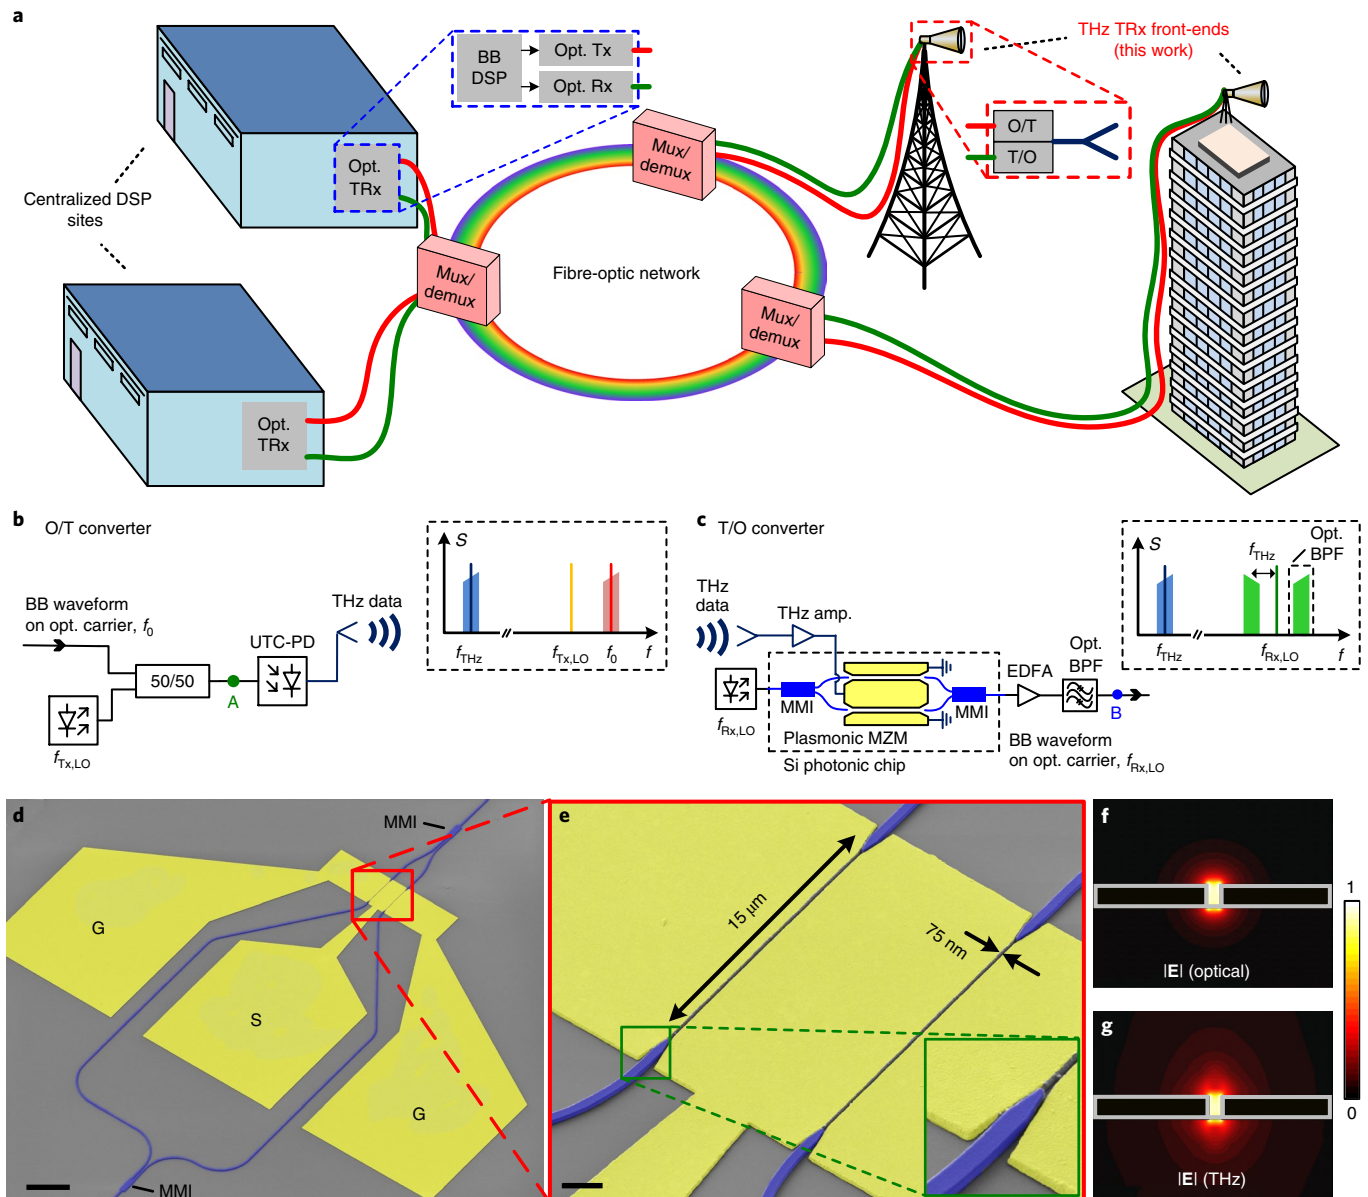 a
BB
DSP
Opt. Tx
Opt. Rx
THz TRx front-ends
(this work)
O/T
T/O
Mux/
demux
Opt.
TRx
Centralized DSP
sites
Mux/
demux
Fibre-optic network
Mux/
demux
Opt.
TRx
b
O/T converter
BB waveform
on opt. carrier, f0
50/50
A
UTC-PD
THz data
fTx,LO
S
fTHz
fTx,LO
f0
f
c
T/O converter
THz
data
THz amp.
fRx,LO
MMI
MMI
Plasmonic MZM
Si photonic chip
EDFA
Opt.
BPF
B
BB waveform
on opt. carrier, fRx,LO
S
fTHz
Opt.
BPF
fTHz
fRx,LO
f
d
MMI
G
S
G
MMI
e
15 µm
75 nm
f
|E| (optical)
g
|E| (THz)
1
0